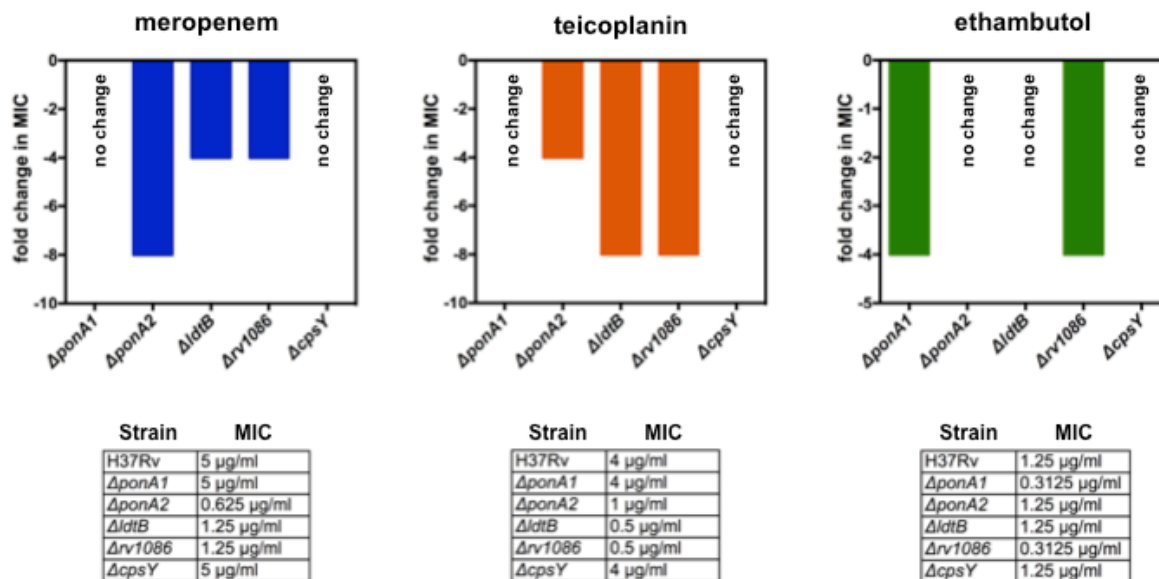 meropenem
fold change in MIC
0
-2
-4
-6
-8
-10
no change
no change
ΔponA1
ΔponA2
ΔldtB
Δrv1086
ΔcpsY
Strain MIC
H37Rv 5 µg/ml
ΔponA1 5 µg/ml
ΔponA2 0.625 µg/ml
ΔldtB 1.25 µg/ml
Δrv1086 1.25 µg/ml
ΔcpsY 5 µg/ml
teicoplanin
fold change in MIC
0
-2
-4
-6
-8
-10
no change
no change
ΔponA1
ΔponA2
ΔldtB
Δrv1086
ΔcpsY
Strain MIC
H37Rv 4 µg/ml
ΔponA1 4 µg/ml
ΔponA2 1 µg/ml
ΔldtB 0.5 µg/ml
Δrv1086 0.5 µg/ml
ΔcpsY 4 µg/ml
ethambutol
fold change in MIC
0
-1
-2
-3
-4
-5
no change
no change
no change
ΔponA1
ΔponA2
ΔldtB
Δrv1086
ΔcpsY
Strain MIC
H37Rv 1.25 µg/ml
ΔponA1 0.3125 µg/ml
ΔponA2 1.25 µg/ml
ΔldtB 1.25 µg/ml
Δrv1086 0.3125 µg/ml
ΔcpsY 1.25 µg/ml